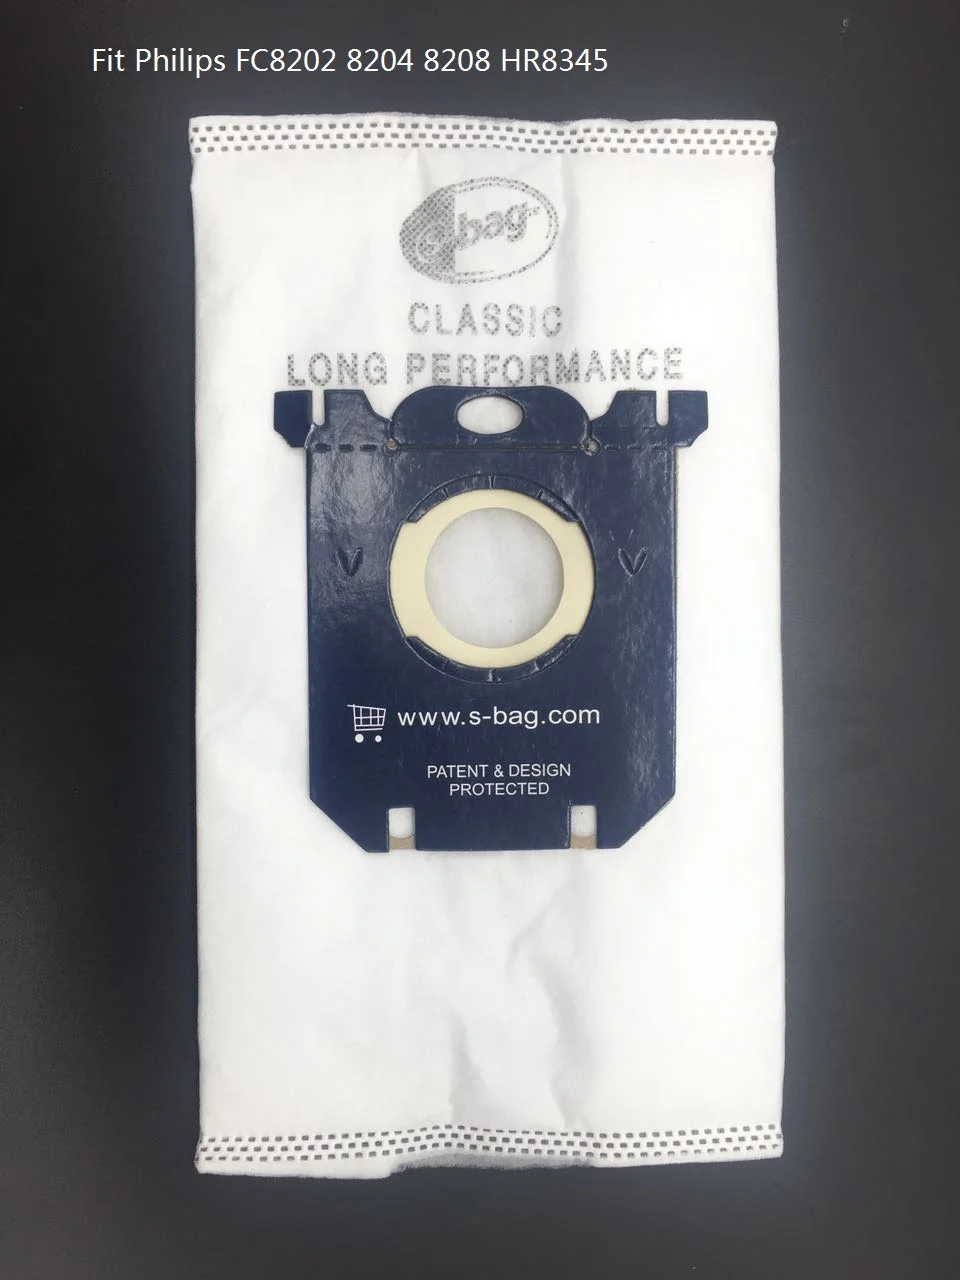 Fit Philips FC8202 8204 8208 HR8345
s-bag
CLASSIC
LONG PERFORMANCE
www.s-bag.com
PATENT & DESIGN
PROTECTED